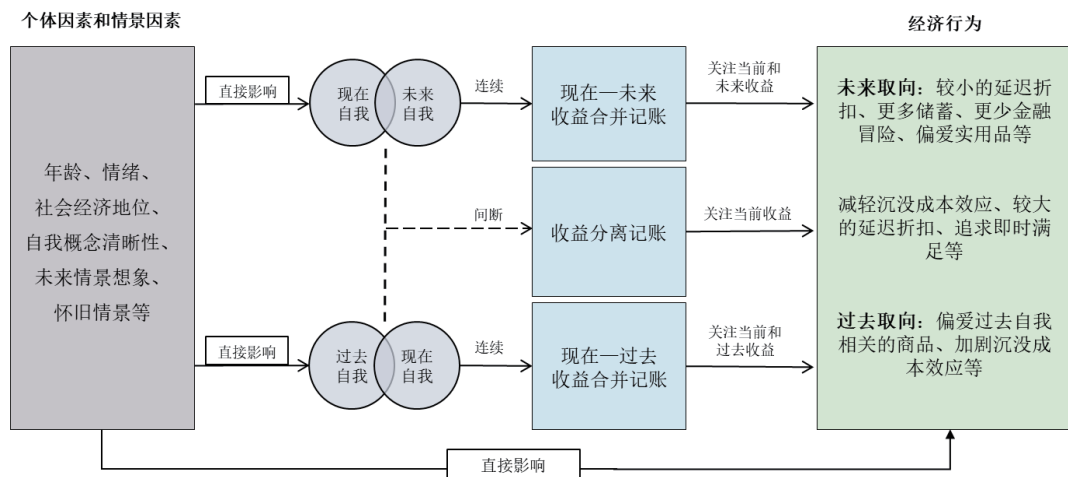 个体因素和情景因素
经济行为
年龄、情绪、
社会经济地位、
自我概念清晰性、
未来情景想象、
怀旧情景等
直接影响
现在
自我
未来
自我
连续
现在—未来
收益合并记账
关注当前和
未来收益
未来取向：较小的延迟折
扣、更多储蓄、更少金融
冒险、偏爱实用品等
间断
收益分离记账
关注当前收益
减轻沉没成本效应、较大
的延迟折扣、追求即时满
足等
直接影响
过去
自我
现在
自我
连续
现在—过去
收益合并记账
关注当前和
过去收益
过去取向：偏爱过去自我
相关的商品、加剧沉没成
本效应等
直接影响